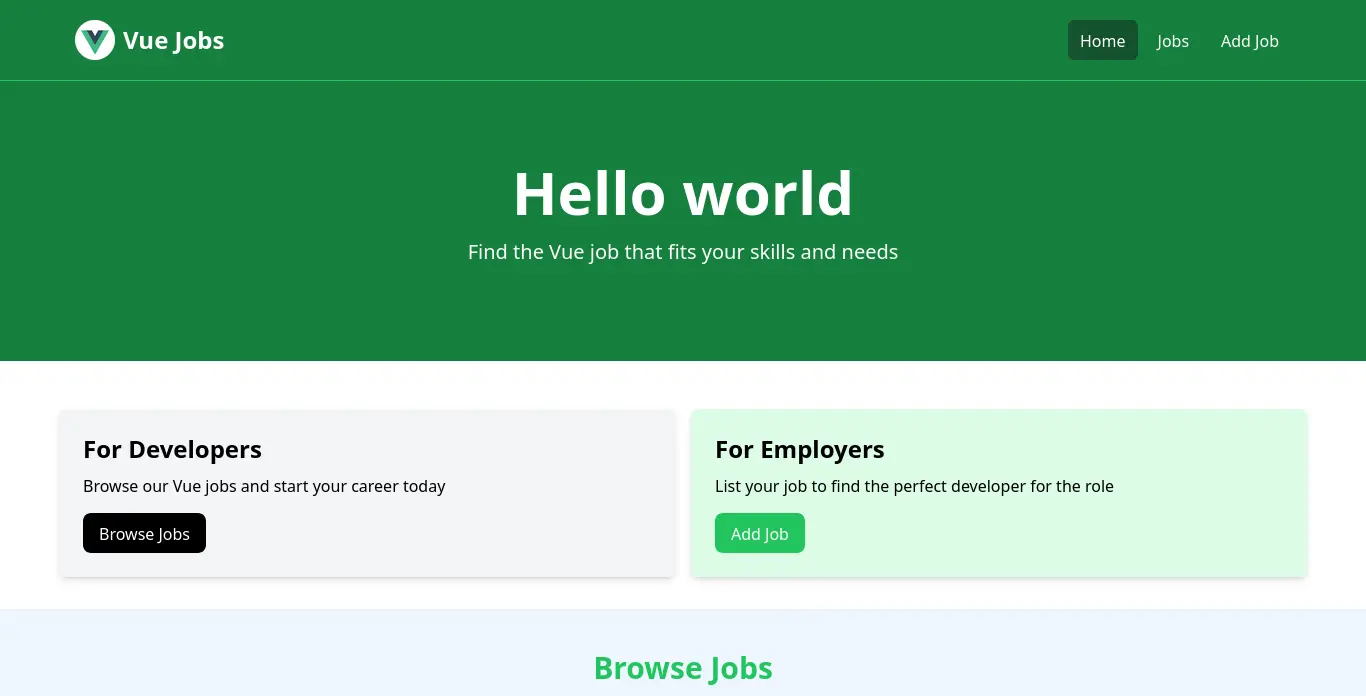 Vue Jobs
Home
Jobs
Add Job
Hello world
Find the Vue job that fits your skills and needs
For Developers
Browse our Vue jobs and start your career today
Browse Jobs
For Employers
List your job to find the perfect developer for the role
Add Job
Browse Jobs